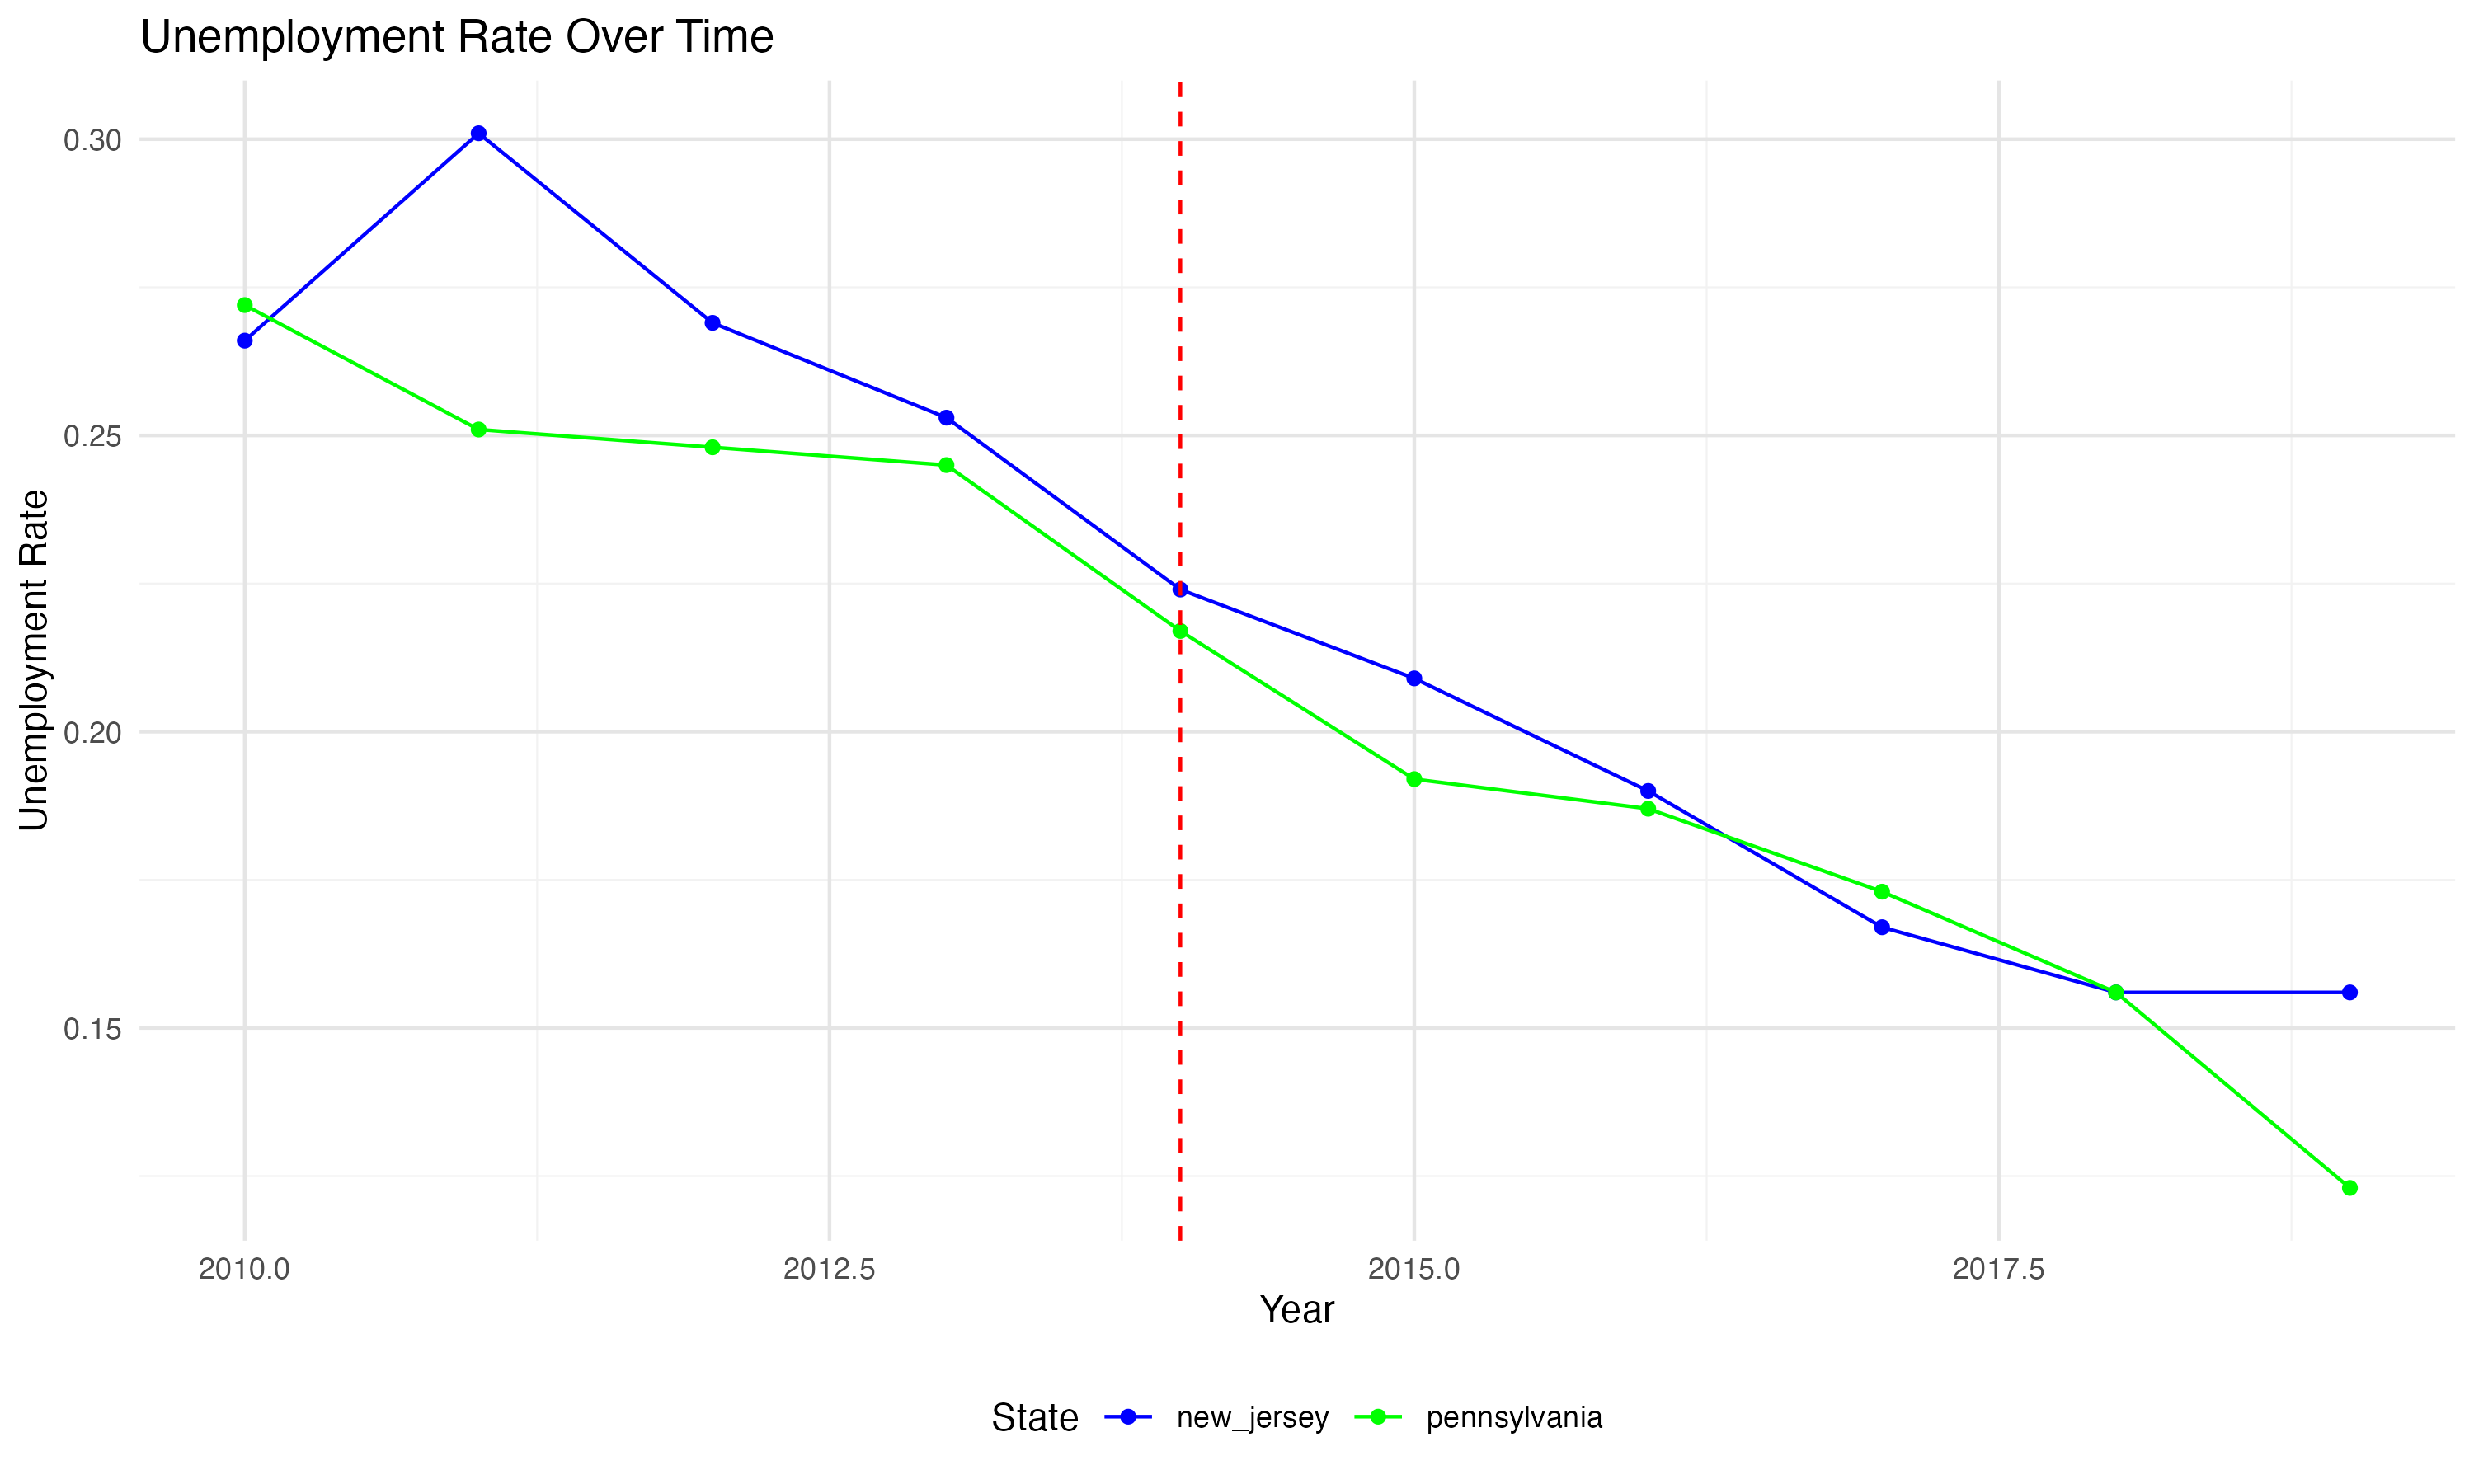 Unemployment Rate Over Time
Unemployment Rate
0.30
0.25
0.20
0.15
2010.0 2012.5 2015.0 2017.5
Year
State new_jersey pennsylvania